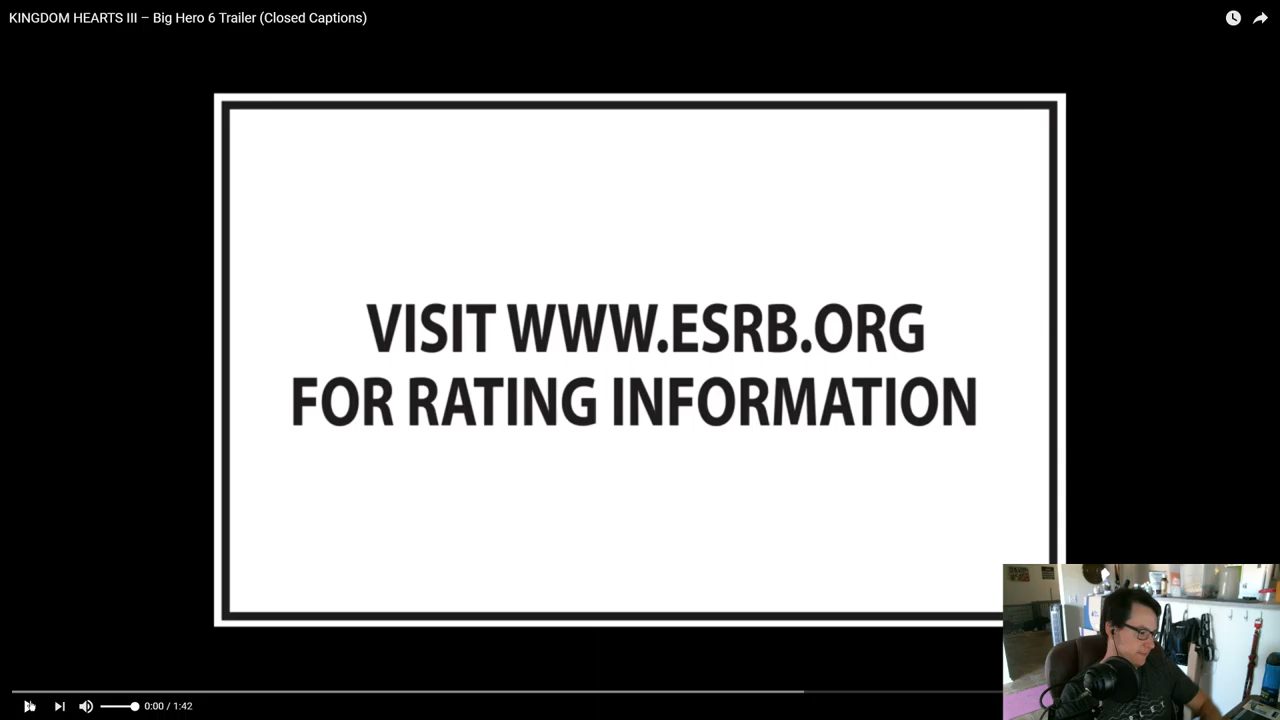 KINGDOM HEARTS III – Big Hero 6 Trailer (Closed Captions)
VISIT WWW.ESRB.ORG
FOR RATING INFORMATION
0:00 / 1:42